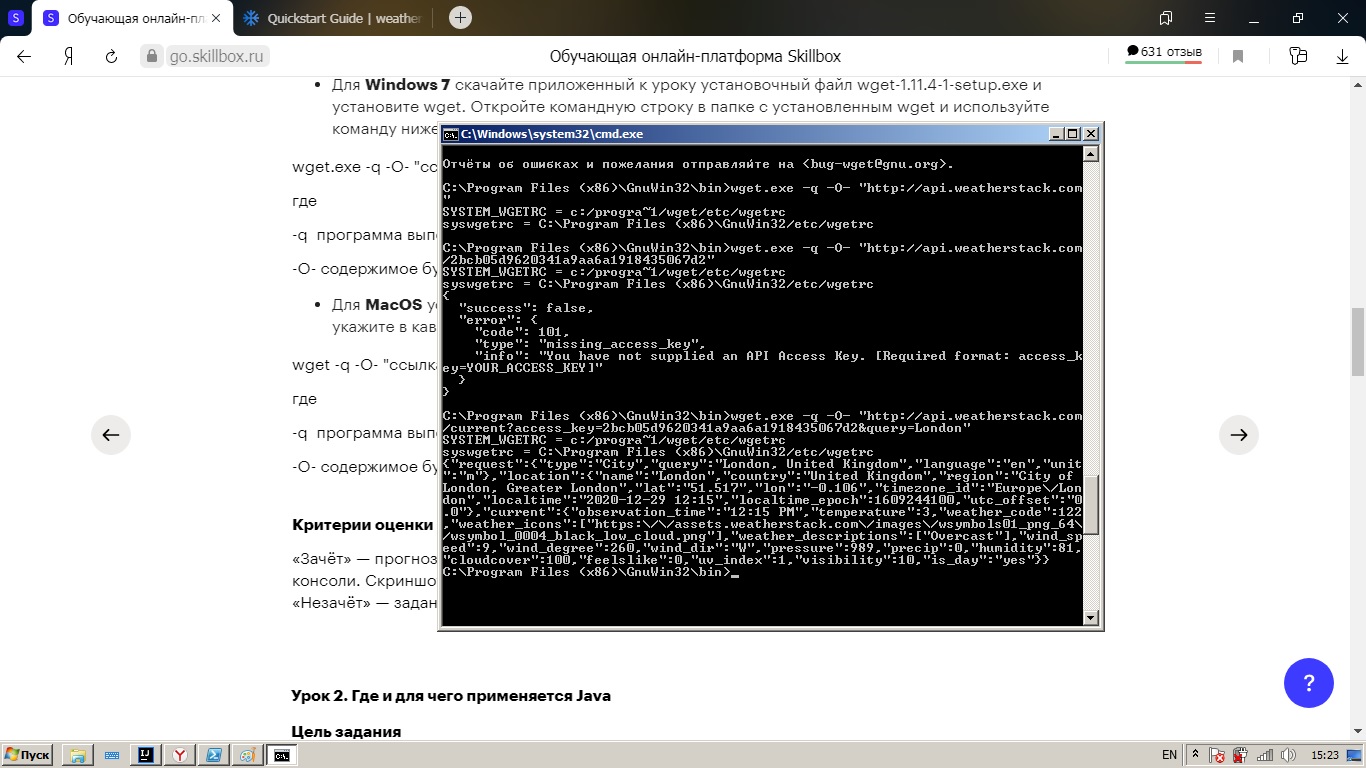 S
S Обучающая онлайн-пл
Quickstart Guide | weather
go.skillbox.ru
Обучающая онлайн-платформа Skillbox
631 отзыв
• Для Windows 7 скачайте приложенный к уроку установочный файл wget-1.11.4-1-setup.exe и
установите wget. Откройте командную строку в папке с установленным wget и используйте
команду ниже
wget.exe -q -O- "сс
где
-q программа вып
-O- содержимое бу
• Для MacOS ус
укажите в кав
wget -q -O- "ссылка
где
-q программа вып
-O- содержимое бу
Критерии оценки
«Зачёт» — прогноз
консоли. Скриншо
«Незачёт» — задан
C:\Windows\system32\cmd.exe
Отчёты об ошибках и пожелания отправляйте на <bug-wget@gnu.org>.
C:\Program Files (x86)\GnuWin32\bin>wget.exe -q -O- "http://api.weatherstack.com
"
SYSTEM_WGETRC = c:/progra~1/wget/etc/wgetrc
syswgetrc = C:\Program Files (x86)\GnuWin32/etc/wgetrc
C:\Program Files (x86)\GnuWin32\bin>wget.exe -q -O- "http://api.weatherstack.com
/2bcb05d9620341a9aa6a1918435067d2"
SYSTEM_WGETRC = c:/progra~1/wget/etc/wgetrc
syswgetrc = C:\Program Files (x86)\GnuWin32/etc/wgetrc
{
"success": false,
"error": {
"code": 101,
"type": "missing_access_key",
"info": "You have not supplied an API Access Key. [Required format: access_k
ey=YOUR_ACCESS_KEY]"
}
}
C:\Program Files (x86)\GnuWin32\bin>wget.exe -q -O- "http://api.weatherstack.com
/current?access_key=2bcb05d9620341a9aa6a1918435067d2&query=London"
SYSTEM_WGETRC = c:/progra~1/wget/etc/wgetrc
syswgetrc = C:\Program Files (x86)\GnuWin32/etc/wgetrc
{"request":{"type":"City","query":"London, United Kingdom","language":"en","unit
":"m"},"location":{"name":"London","country":"United Kingdom","region":"City of
London, Greater London","lat":"51.517","lon":"-0.106","timezone_id":"Europe\/Lon
don","localtime":"2020-12-29 12:15","localtime_epoch":1609244100,"utc_offset":"0
.0"},"current":{"observation_time":"12:15 PM","temperature":3,"weather_code":122
,"weather_icons":["https:\/\/assets.weatherstack.com\/images\/wsymbols01_png_64\
/wsymbol_0004_black_low_cloud.png"],"weather_descriptions":["Overcast"],"wind_sp
eed":9,"wind_degree":260,"wind_dir":"W","pressure":989,"precip":0,"humidity":81,
"cloudcover":100,"feelslike":0,"uv_index":1,"visibility":10,"is_day":"yes"}}
C:\Program Files (x86)\GnuWin32\bin>_
Урок 2. Где и для чего применяется Java
Цель задания
?
Пуск
EN
15:23